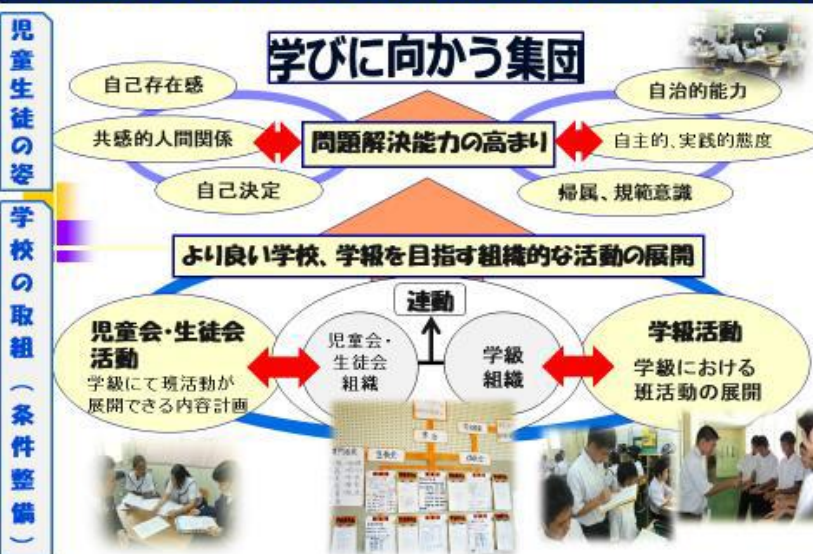 児童生徒の姿
学びに向かう集団
自己存在感
共感的人間関係
自己決定
問題解決能力の高まり
自治的能力
自主的、実践的態度
帰属、規範意識
学校の取組（条件整備）
より良い学校、学級を目指す組織的な活動の展開
連動
児童会・生徒会
活動
学級にて班活動が
展開できる内容計画
児童会・
生徒会
組織
学級
組織
学級活動
学級における
班活動の展開